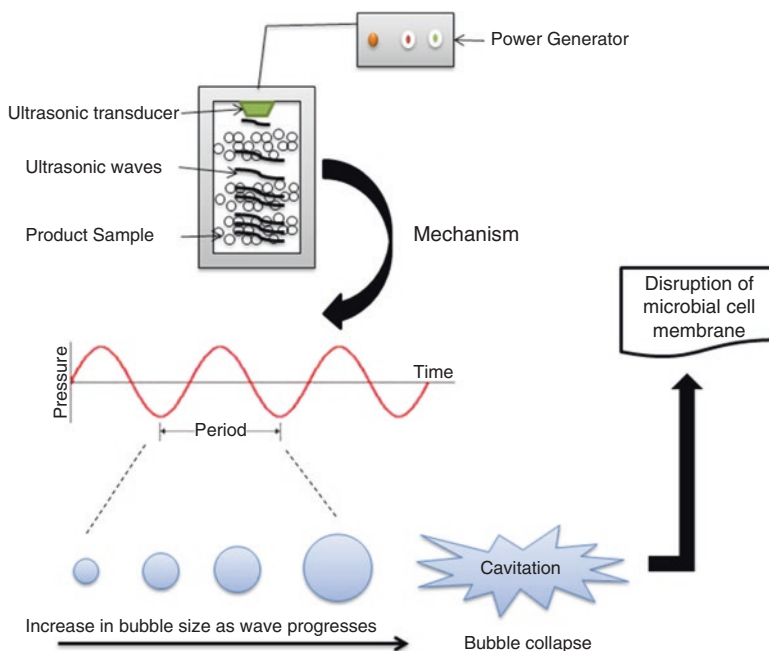 Power Generator
Ultrasonic transducer
Ultrasonic waves
Product Sample
Mechanism
Disruption of
microbial cell
membrane
Pressure
Time
Period
Cavitation
Increase in bubble size as wave progresses
Bubble collapse